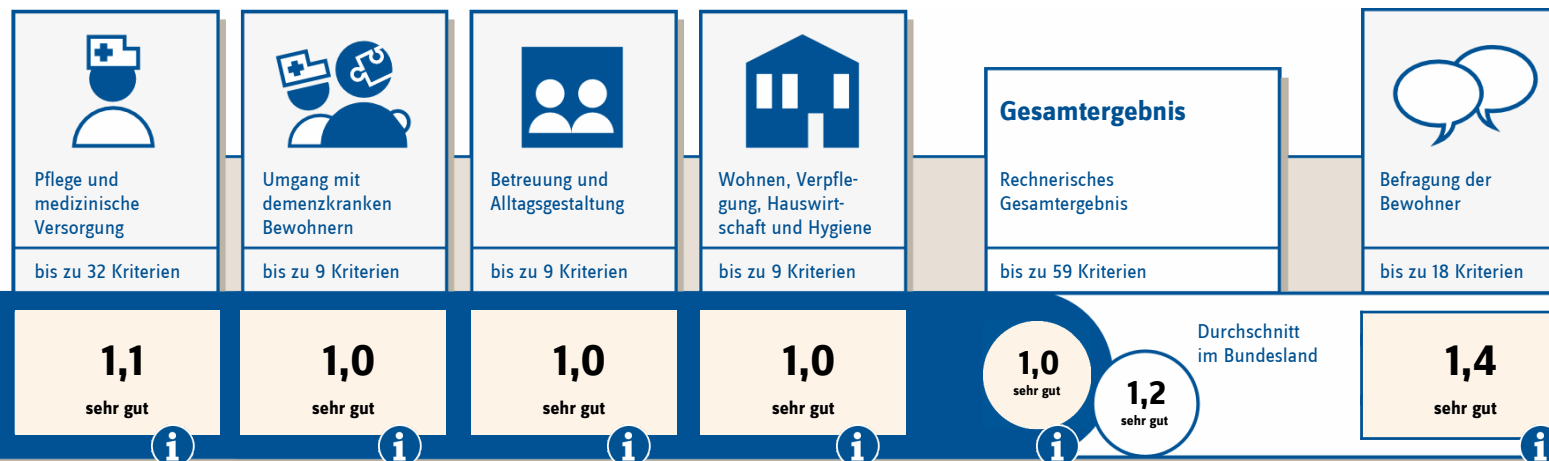 Pflege und
medizinische
Versorgung
bis zu 32 Kriterien
1,1
sehr gut
i
Umgang mit
demenzkranken
Bewohnern
bis zu 9 Kriterien
1,0
sehr gut
i
Betreuung und
Alltagsgestaltung
bis zu 9 Kriterien
1,0
sehr gut
i
Wohnen, Verpfle-
gung, Hauswirt-
schaft und Hygiene
bis zu 9 Kriterien
1,0
sehr gut
i
Gesamtergebnis
Rechnerisches
Gesamtergebnis
bis zu 59 Kriterien
1,0
sehr gut
i
1,2
sehr gut
Durchschnitt
im Bundesland
Befragung der
Bewohner
bis zu 18 Kriterien
1,4
sehr gut
i